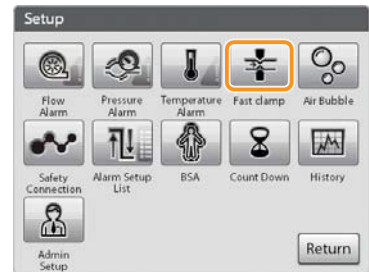 Setup
Flow
Alarm
Pressure
Alarm
Temperature
Alarm
Fast clamp
Air Bubble
Safety
Connection
Alarm Setup
List
BSA
Count Down
History
Admin
Setup
Return